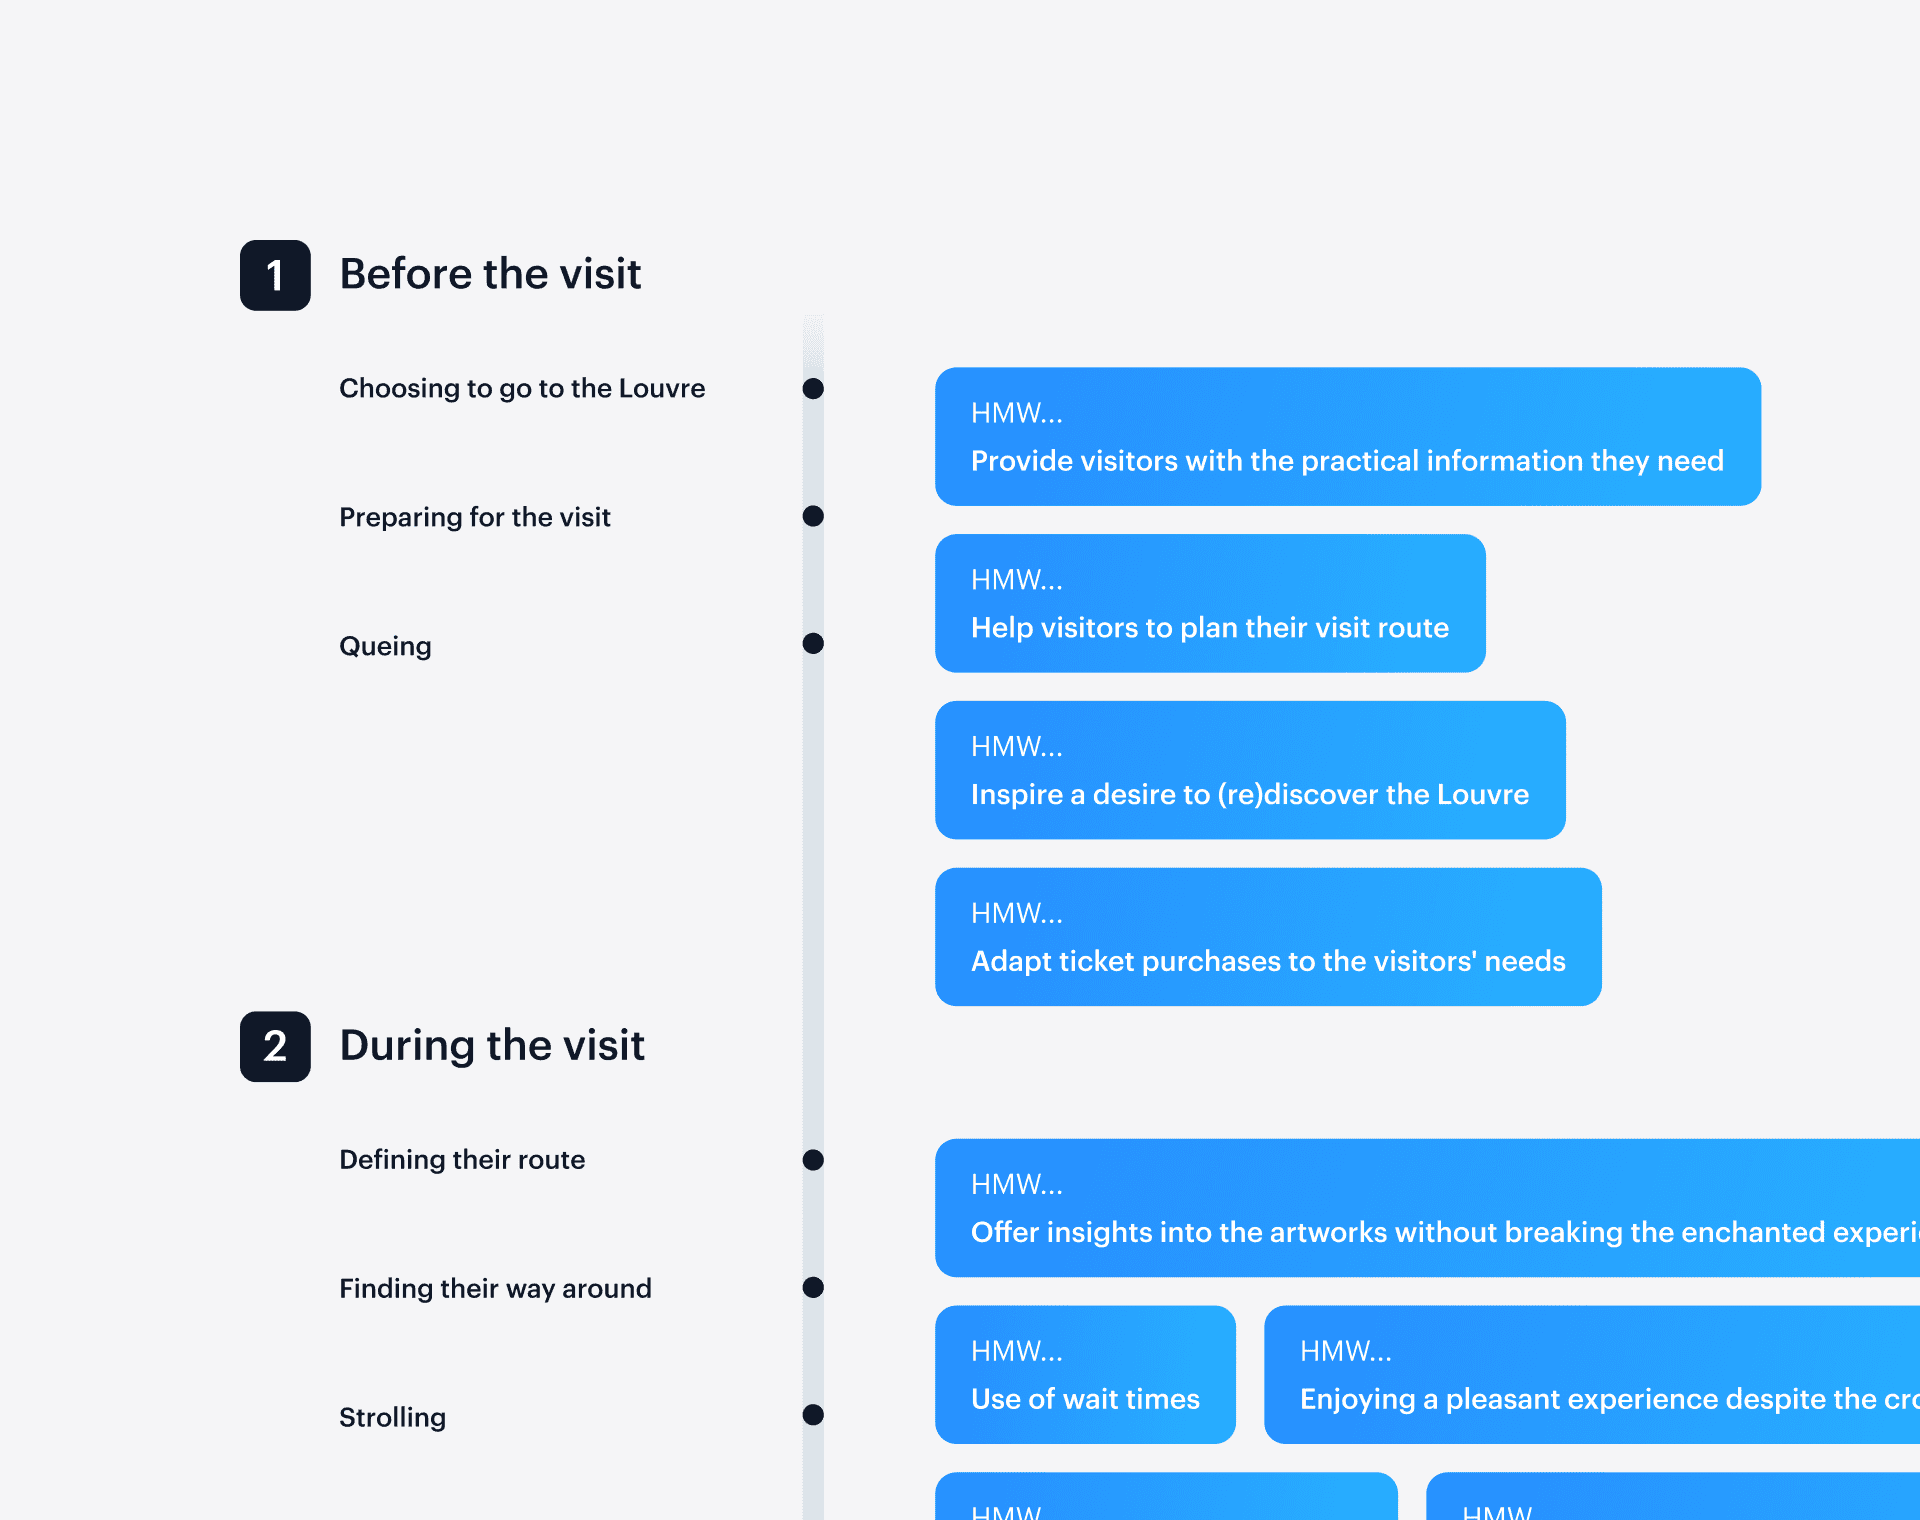 1 Before the visit
Choosing to go to the Louvre
HMW...
Provide visitors with the practical information they need
Preparing for the visit
HMW...
Help visitors to plan their visit route
Queing
HMW...
Inspire a desire to (re)discover the Louvre
HMW...
Adapt ticket purchases to the visitors' needs
2 During the visit
Defining their route
HMW...
Offer insights into the artworks without breaking the enchanted
Finding their way around
HMW...
Use of wait times
HMW...
Enjoying a pleasant experience despite the
Strolling
HMW
HMW